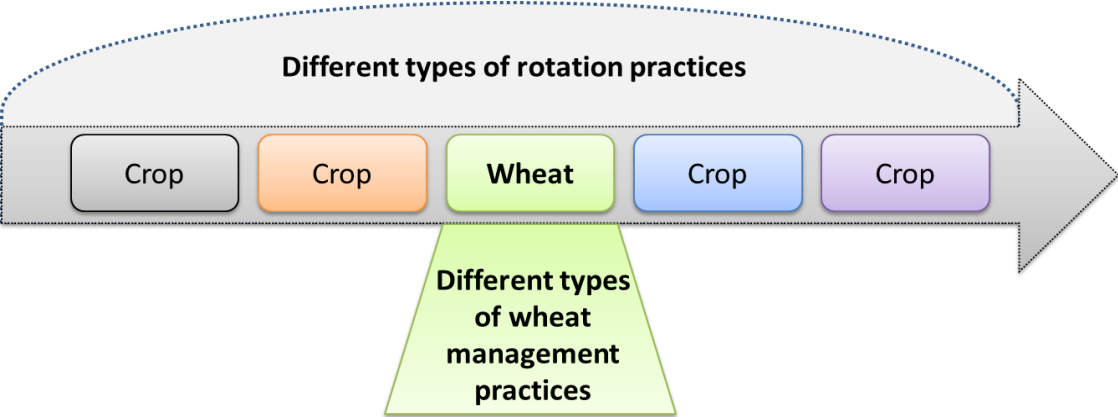 Different types of rotation practices
Crop
Crop
Wheat
Crop
Crop
Different types
of wheat
management
practices